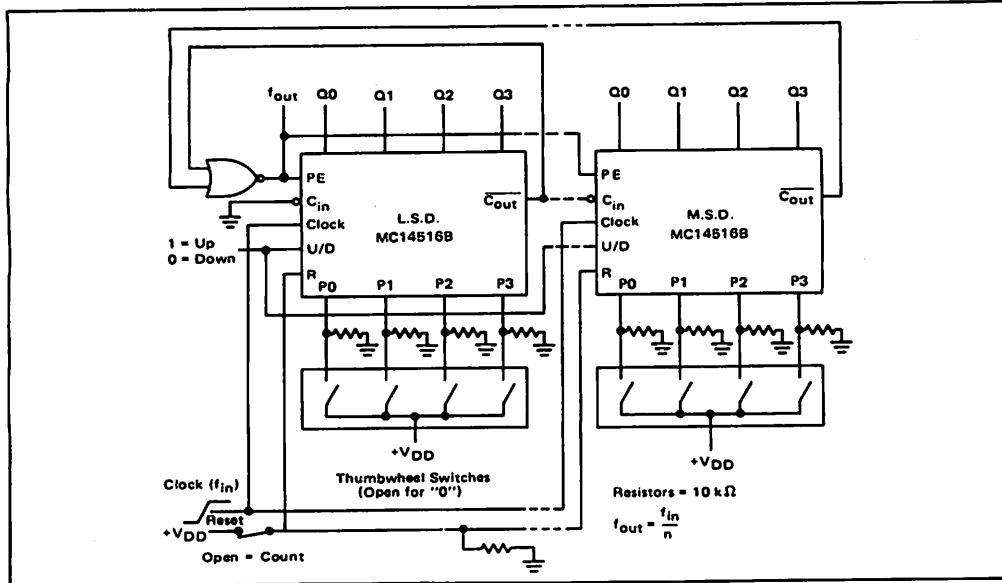 fout Q0 Q1 Q2 Q3
Q0 Q1 Q2 Q3
PE
Cin
Clock
U/D
R
L.S.D.
MC14516B
Cout
P0 P1 P2 P3
PE
Cin
Clock
U/D
R
M.S.D.
MC14516B
Cout
P0 P1 P2 P3
1 = Up
0 = Down
+VDD
+VDD
Thumbwheel Switches
(Open for "0")
Clock (fin)
Reset
+VDD
Open = Count
Resistors = 10 kΩ
fout = fin/n